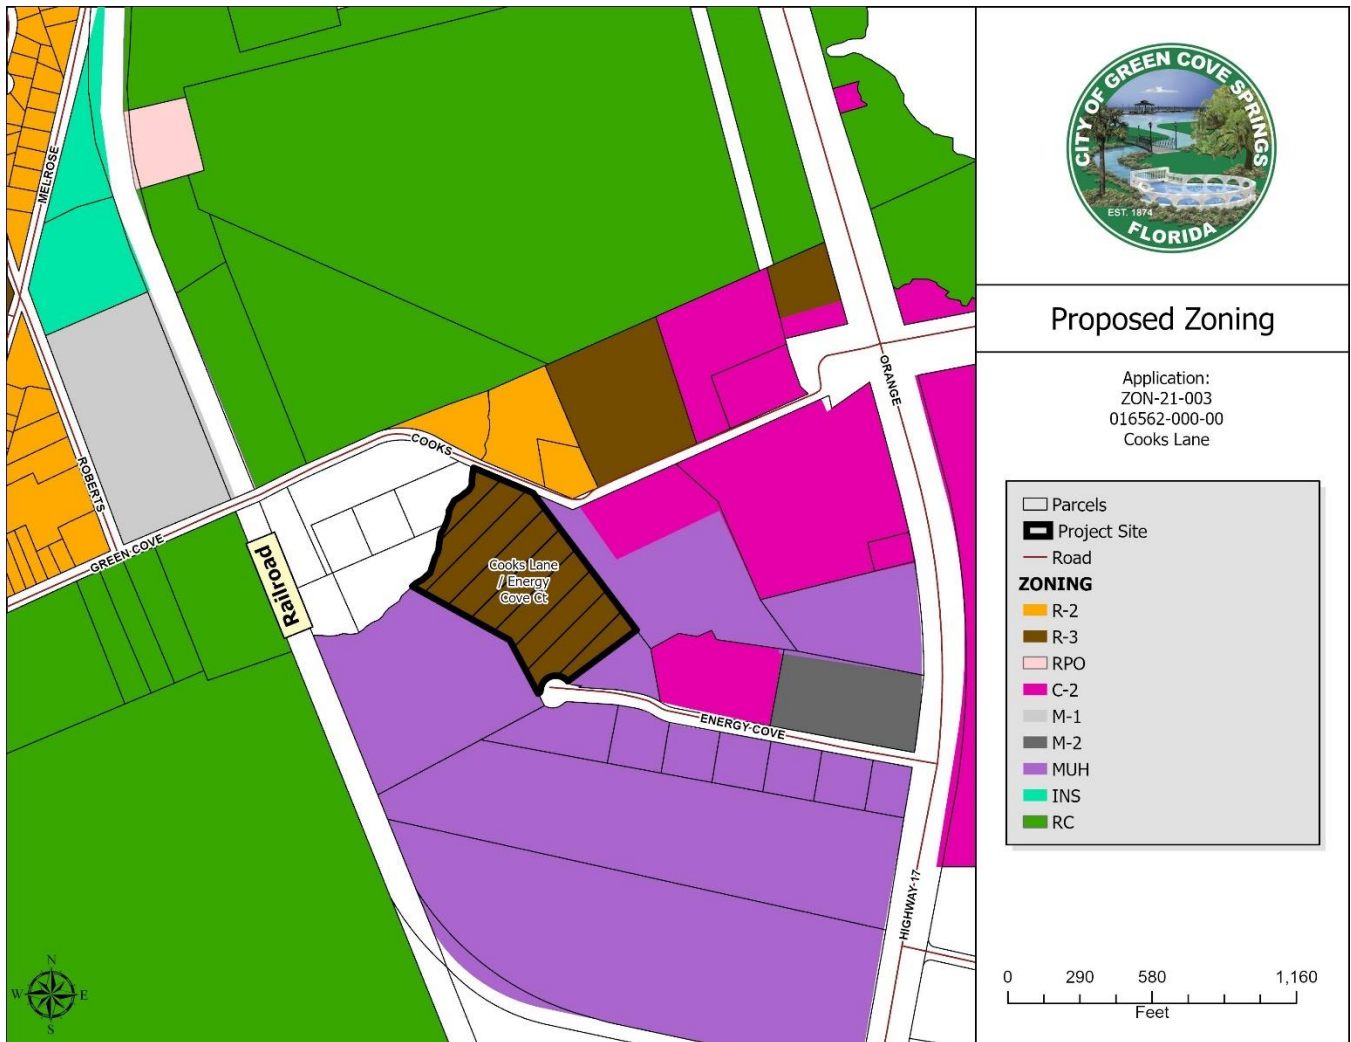 MELROSE
ROBERTS
GREEN COVE
Railroad
COOKS
Cooks Lane
/ Energy
Cove Ct
ORANGE
ENERGY COVE
HIGHWAY 17
N
W E
S
CITY OF GREEN COVE SPRINGS
EST. 1874
FLORIDA
Proposed Zoning
Application:
ZON-21-003
016562-000-00
Cooks Lane
Parcels
Project Site
Road
ZONING
R-2
R-3
RPO
C-2
M-1
M-2
MUH
INS
RC
0 290 580 1,160
Feet